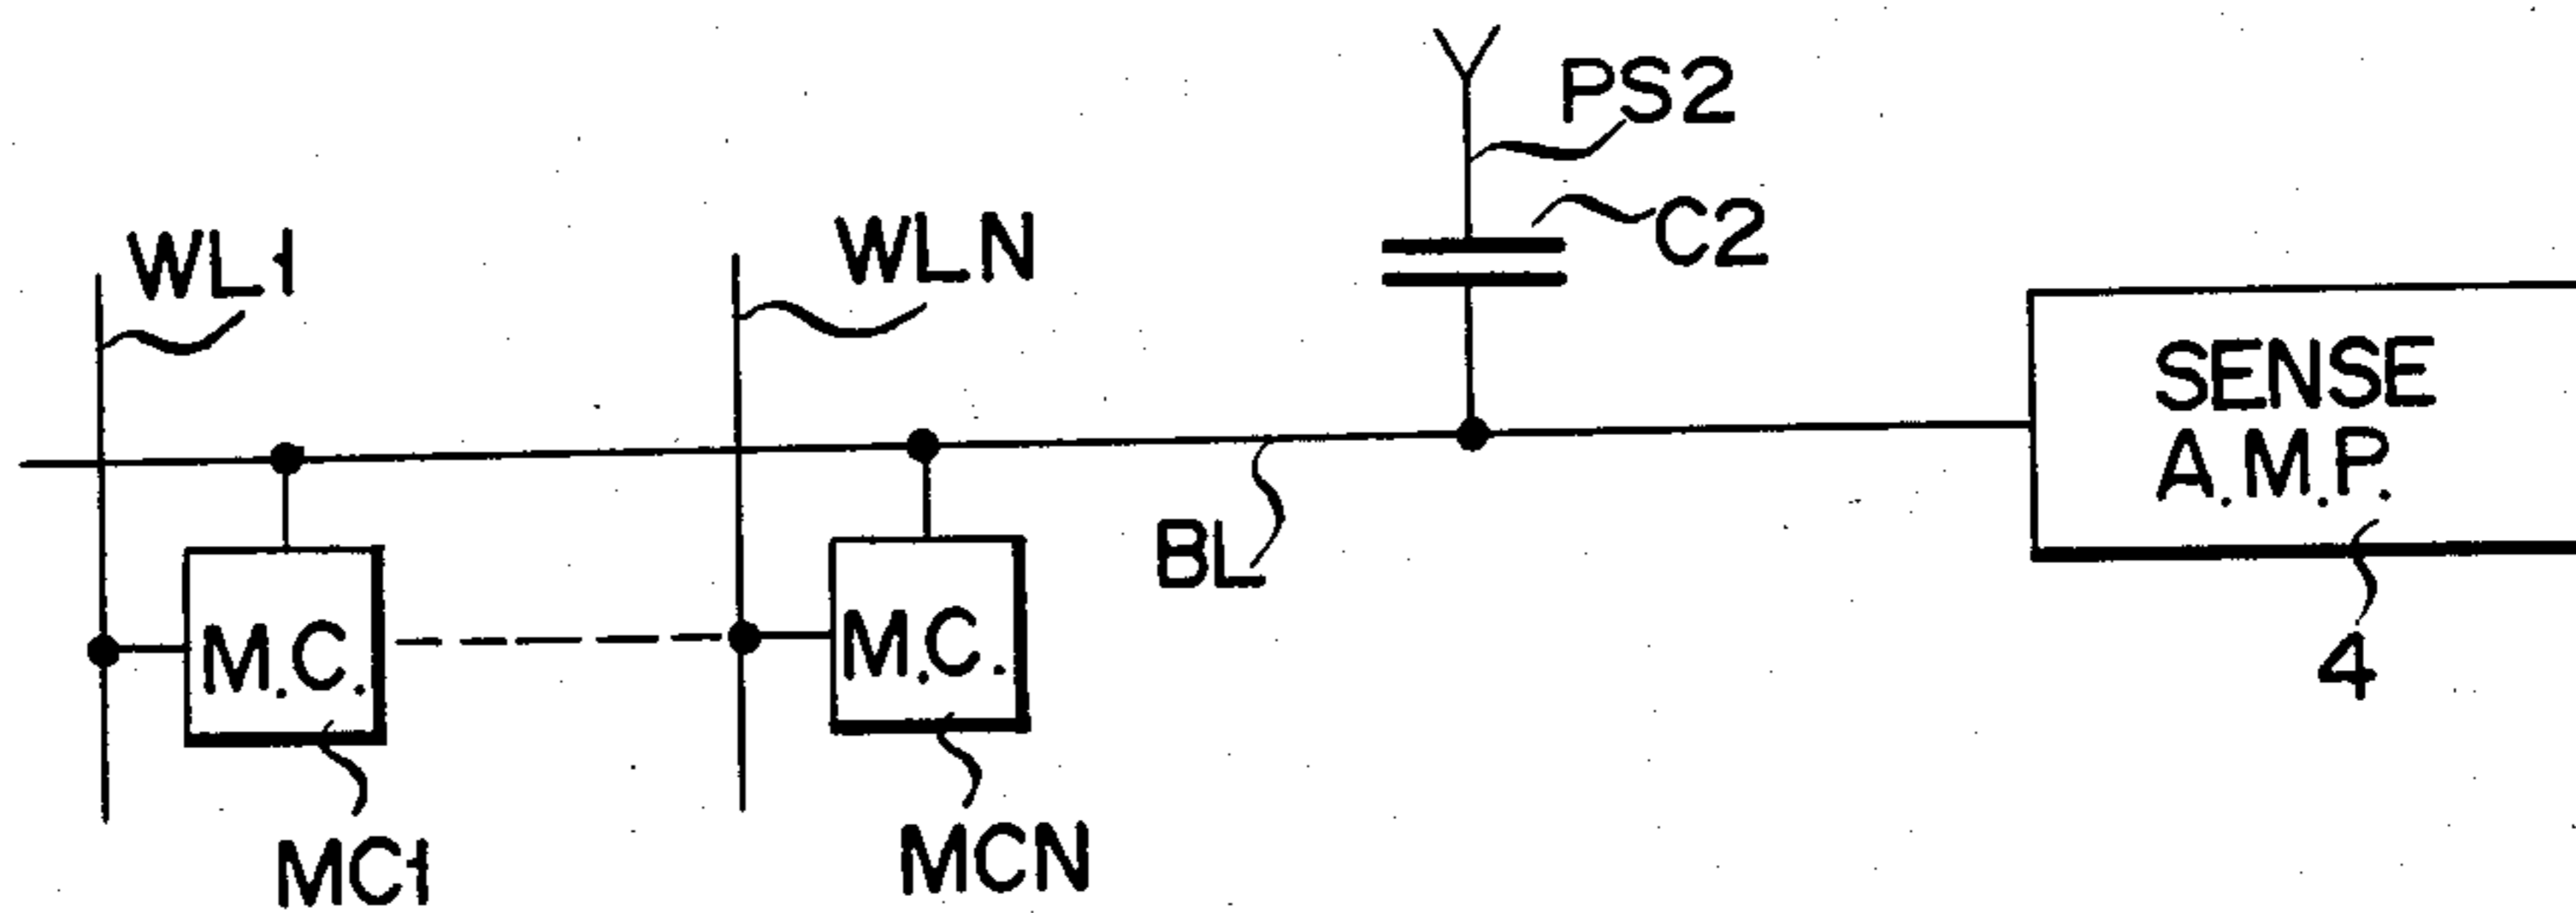 PS2
C2
WL1
WLN
SENSE
A.M.P.
BL
M.C.
M.C.
4
MC1
MCN